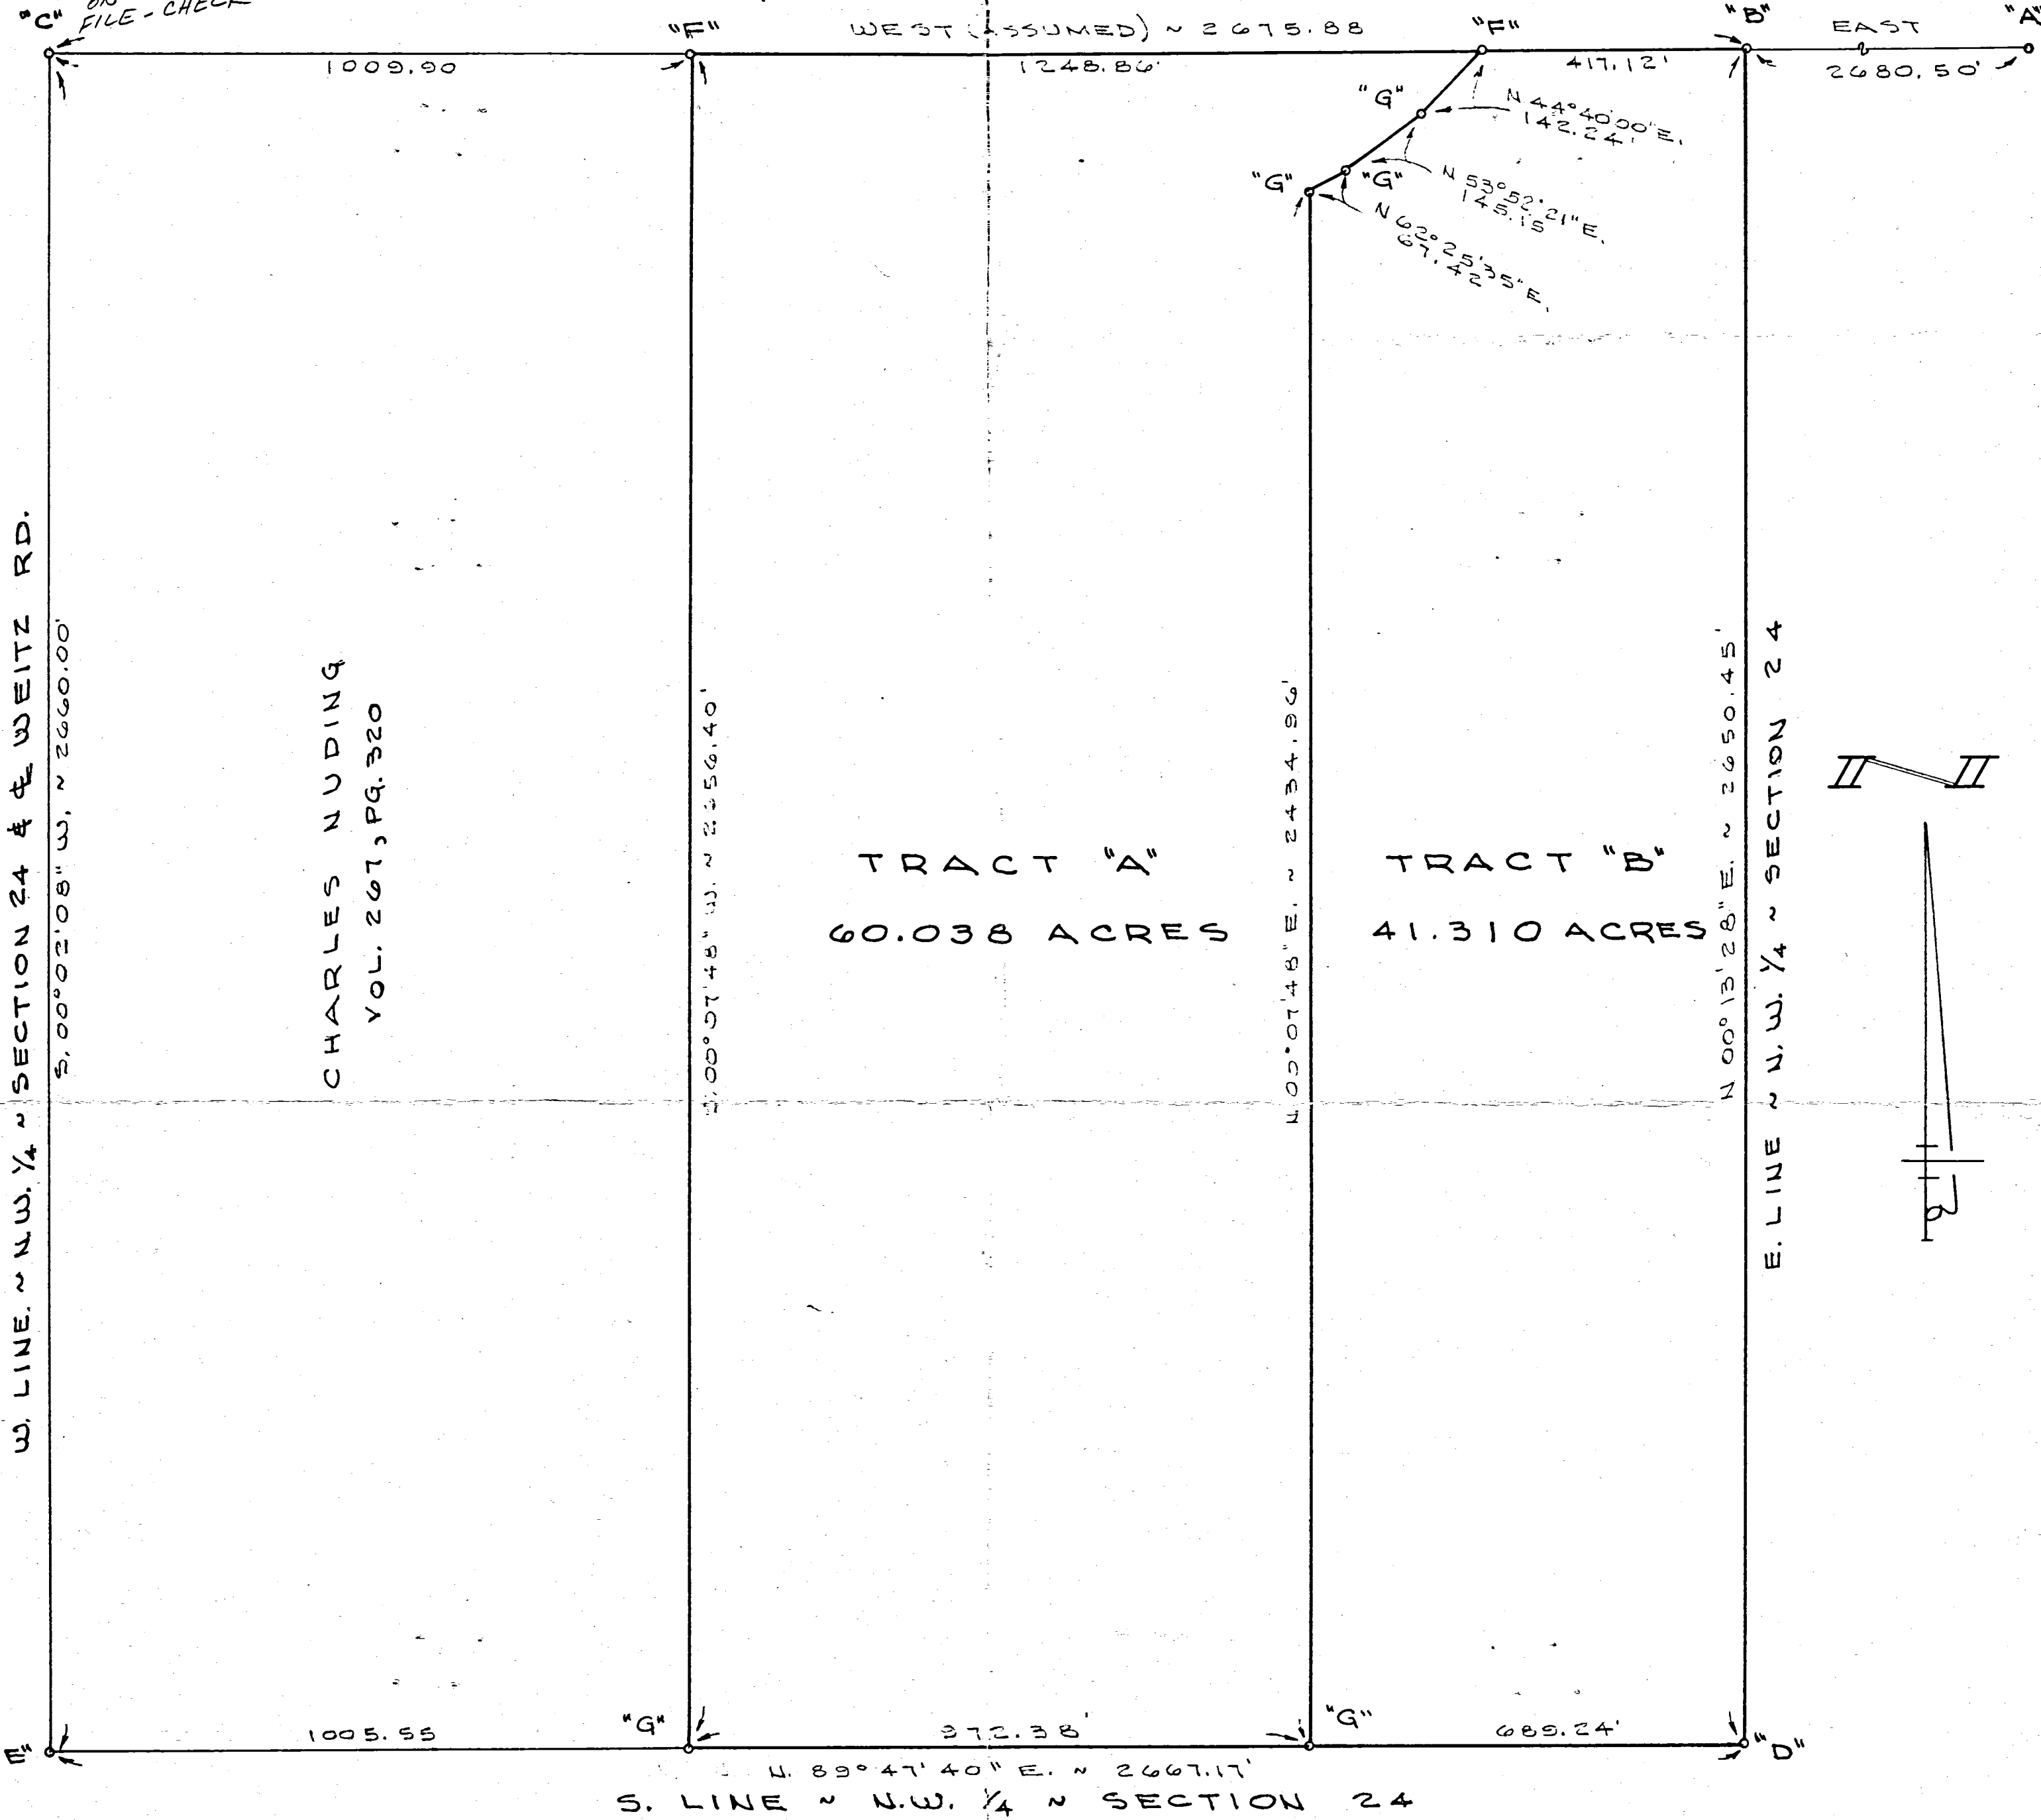 ON
"C" FILE - CHECK
"F"
WEST (ASSUMED) ~ 2675.88
"F"
"B"
EAST
"A"
1009.90
1248.86'
417.12'
2680.50'
"G"
N 44°40'00" E.
142.24'
"G"
"G"
N 53°52'21" E.
145.15
N 62°25'35" E.
67.42
W. LINE. ~ N.W. 1/4 ~ SECTION 24 & ℄ WEITZ RD.
S. 00°02'08" W. ~ 2660.00'
CHARLES NUDING
VOL. 267, PG. 320
S. 00°07'48" W. ~ 2656.40'
TRACT "A"
60.038 ACRES
N 00°07'48" E. ~ 2434.96'
TRACT "B"
41.310 ACRES
N 00°13'28" E. ~ 2650.45'
E. LINE ~ N.W. 1/4 ~ SECTION 24
N
E"
1005.55
"G"
972.38'
"G"
689.24'
"D"
N. 89°47'40" E. ~ 2667.17'
S. LINE ~ N.W. 1/4 ~ SECTION 24